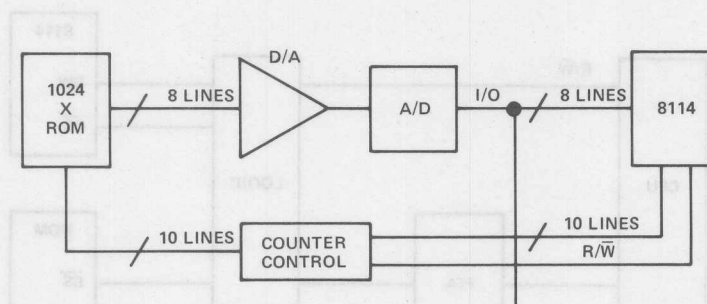 D/A
1024
X
ROM
8 LINES
A/D
I/O
8 LINES
8114
10 LINES
COUNTER
CONTROL
10 LINES
R/W̅